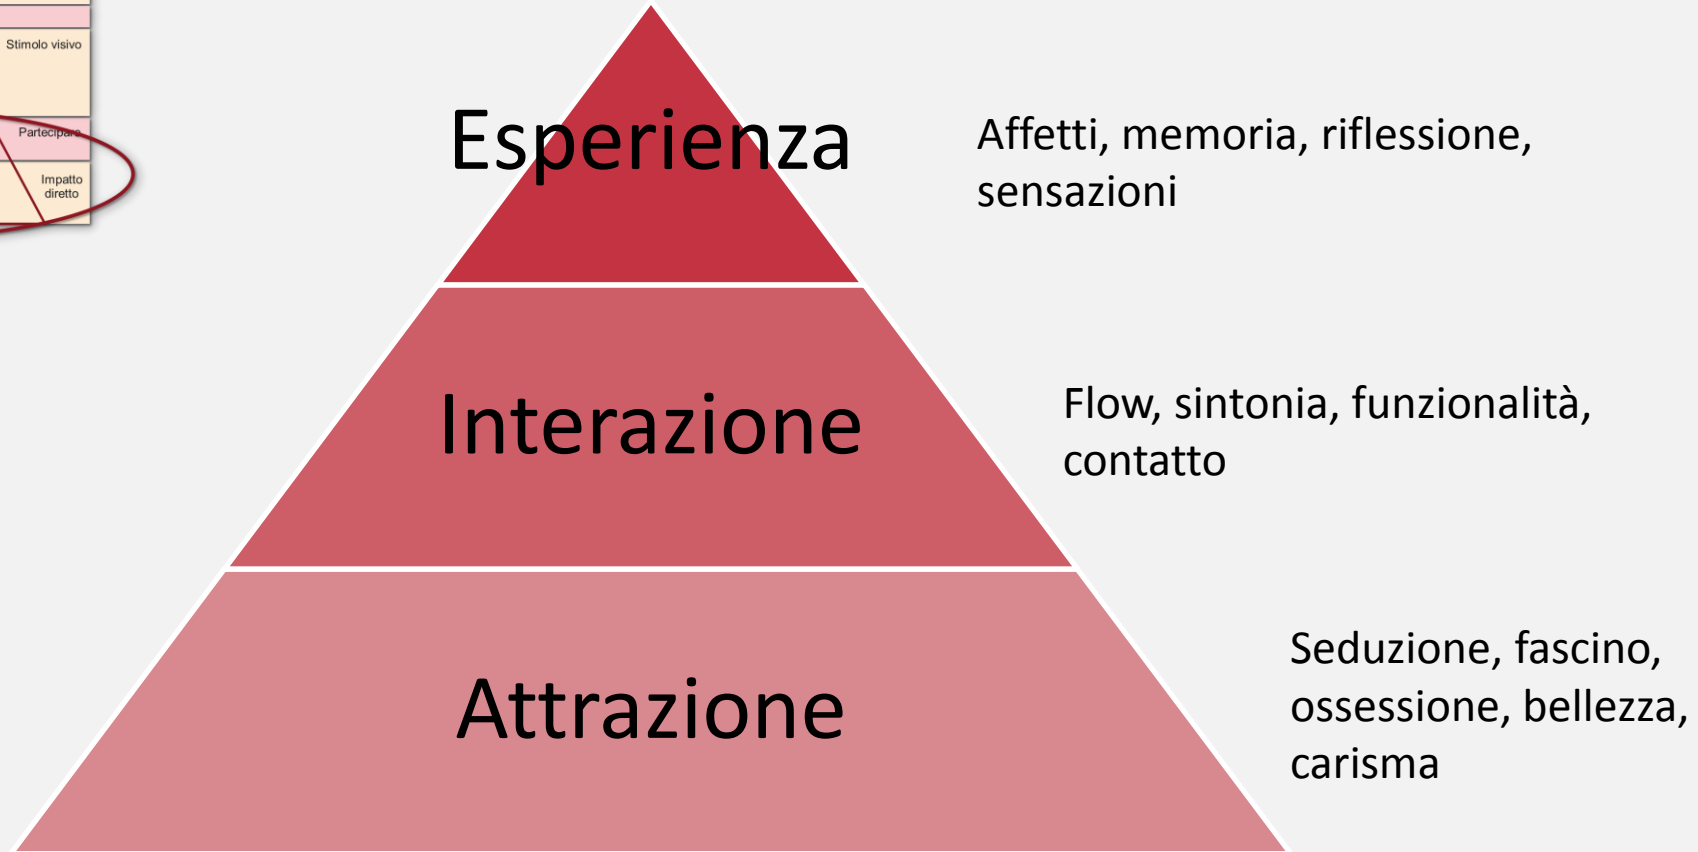 Stimolo visivo
Partecipare
Impatto
diretto
Esperienza
Affetti, memoria, riflessione,
sensazioni
Interazione
Flow, sintonia, funzionalità,
contatto
Attrazione
Seduzione, fascino,
ossessione, bellezza,
carisma